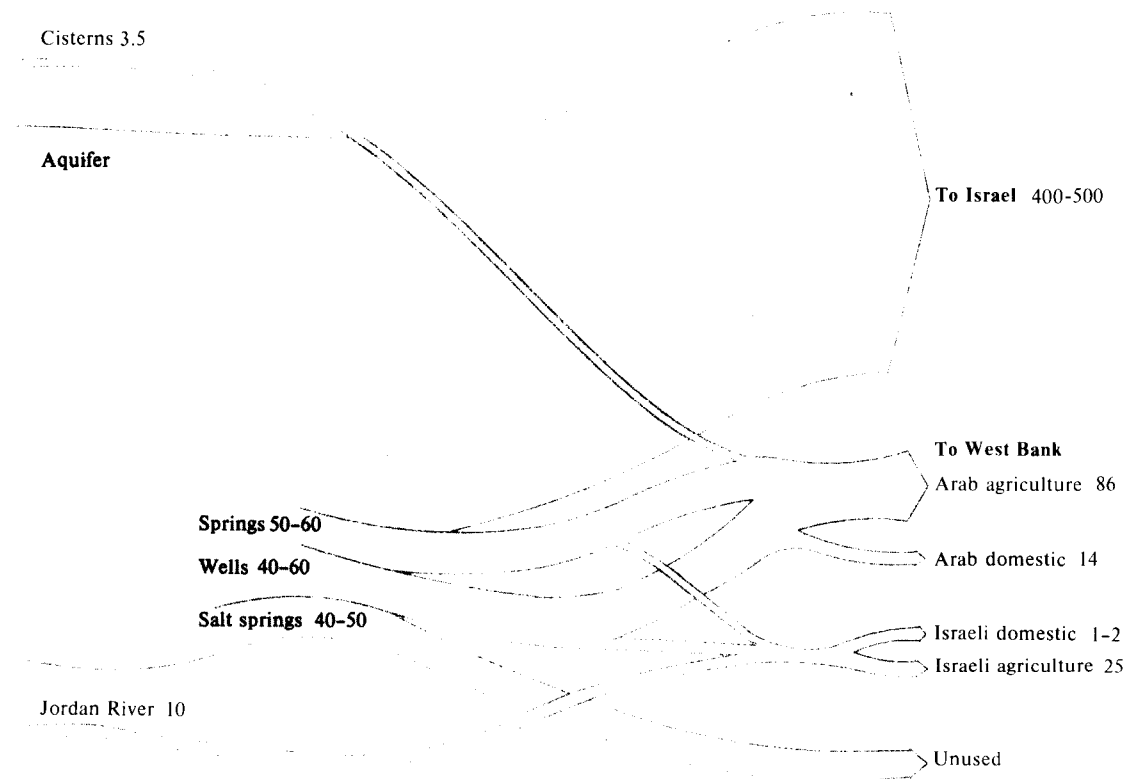 Cisterns 3.5
Aquifer
To Israel 400-500
To West Bank
Arab agriculture 86
Springs 50-60
Wells 40-60
Arab domestic 14
Salt springs 40-50
Israeli domestic 1-2
Israeli agriculture 25
Jordan River 10
Unused